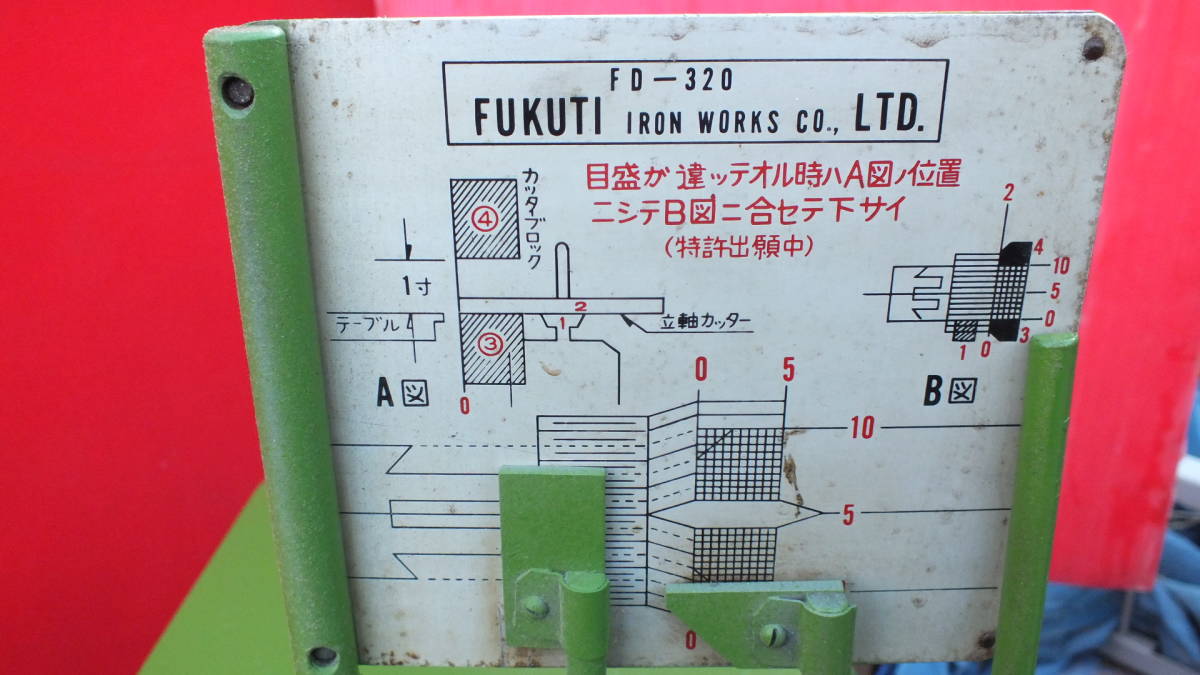 FD-320
FUKUTI IRON WORKS CO., LTD.
目盛が違ッテオル時ハA図ノ位置
ニシテB図ニ合セテ下サイ
(特許出願中)
カッタブロック
④
1寸
2
1
テーブル
③
立軸カッター
A図
0
2
4
10
5
0
3
1
0
B図
0
5
10
5
0